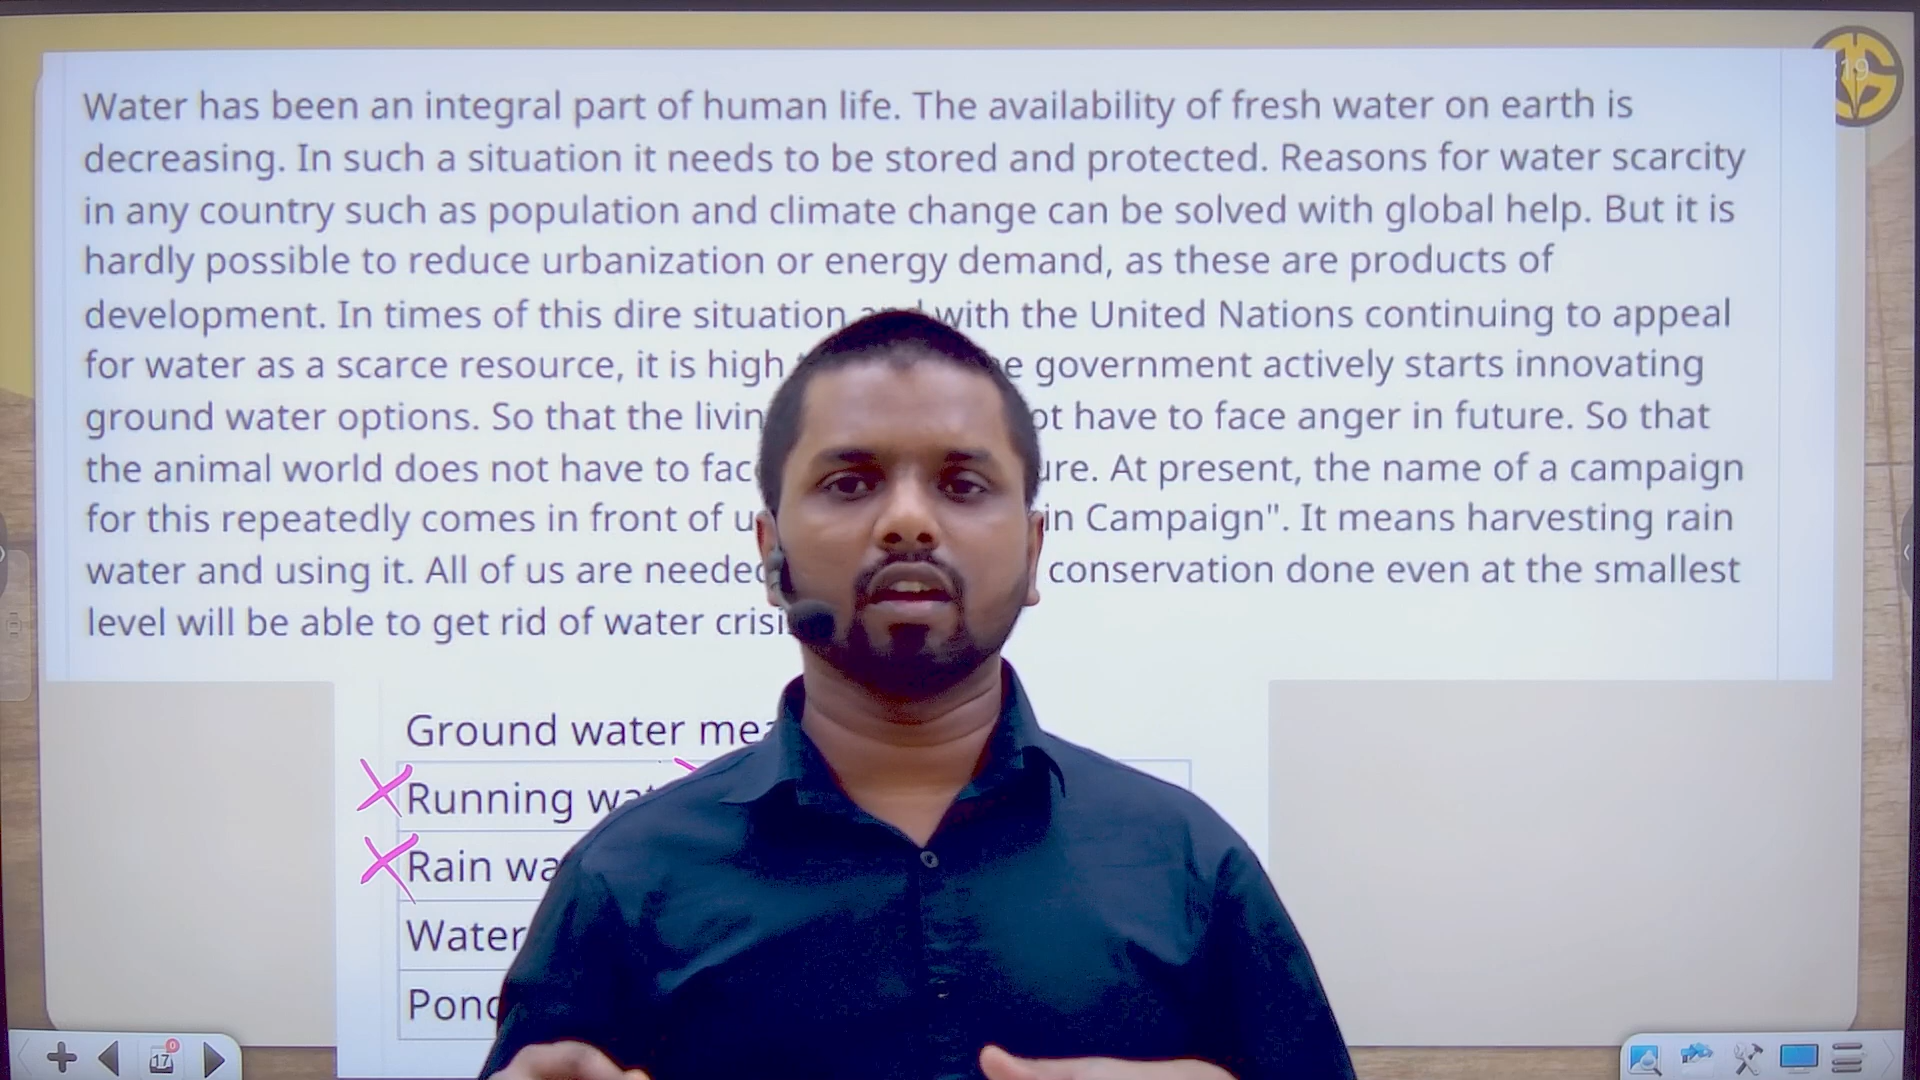 Water has been an integral part of human life. The availability of fresh water on earth is
decreasing. In such a situation it needs to be stored and protected. Reasons for water scarcity
in any country such as population and climate change can be solved with global help. But it is
hardly possible to reduce urbanization or energy demand, as these are products of
development. In times of this dire situation and with the United Nations continuing to appeal
for water as a scarce resource, it is high government actively starts innovating
ground water options. So that the have to face anger in future. So that
the animal world does not have to At present, the name of a campaign
for this repeatedly comes in front of Campaign". It means harvesting rain
water and using it. All of us are conservation done even at the smallest
level will be able to get rid of water
Ground water
Running
Rain
Water
19
17
0